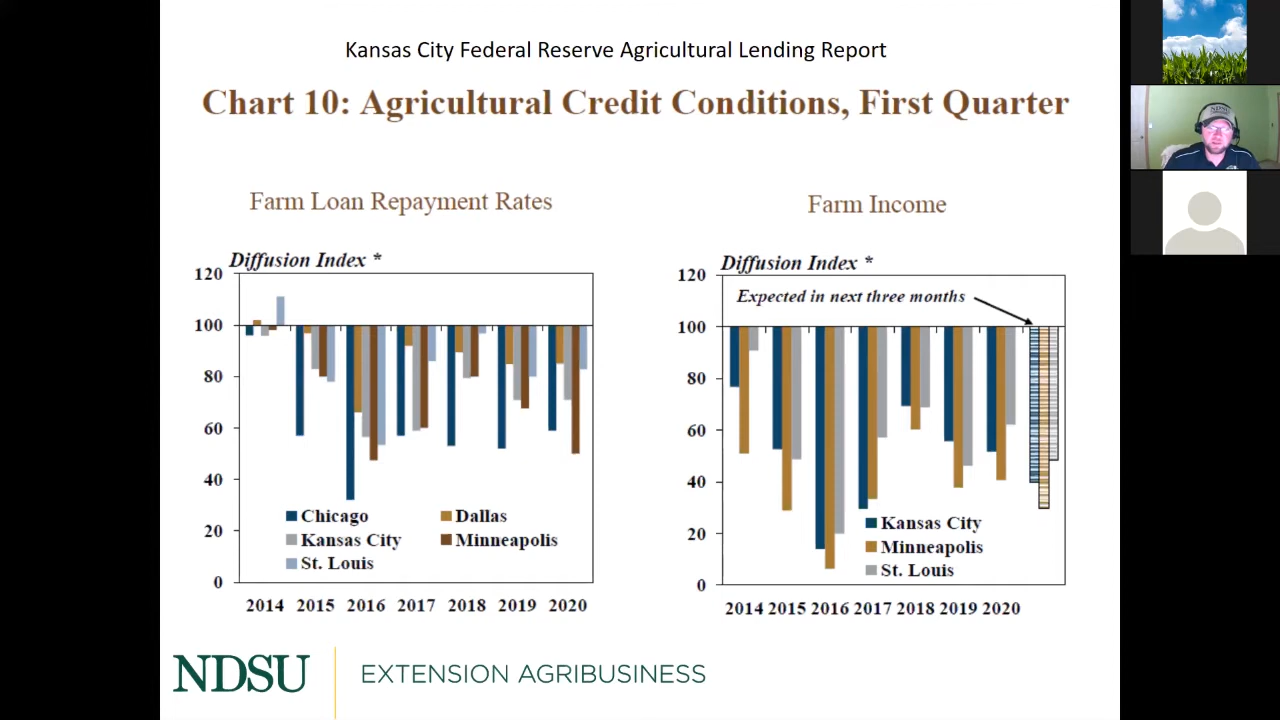 Kansas City Federal Reserve Agricultural Lending Report
Chart 10: Agricultural Credit Conditions, First Quarter
Farm Loan Repayment Rates
Diffusion Index *
120
100
80
60
40
20
0
Chicago
Dallas
Kansas City
Minneapolis
St. Louis
2014 2015 2016 2017 2018 2019 2020
Farm Income
Diffusion Index *
120
Expected in next three months
100
80
60
40
20
0
Kansas City
Minneapolis
St. Louis
2014 2015 2016 2017 2018 2019 2020
NDSU
EXTENSION AGRIBUSINESS
NDSU